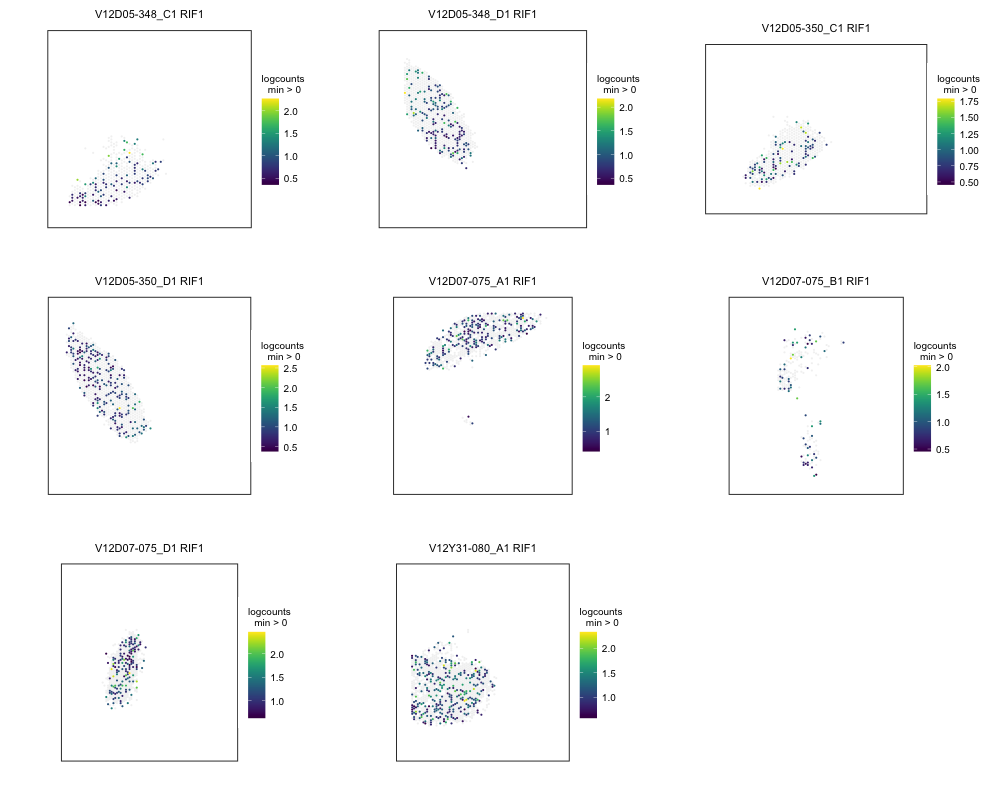 V12D05-348_C1 RIF1
logcounts
min > 0
2.0
1.5
1.0
0.5
V12D05-348_D1 RIF1
logcounts
min > 0
2.0
1.5
1.0
0.5
V12D05-350_C1 RIF1
logcounts
min > 0
1.75
1.50
1.25
1.00
0.75
0.50
V12D05-350_D1 RIF1
logcounts
min > 0
2.5
2.0
1.5
1.0
0.5
V12D07-075_A1 RIF1
logcounts
min > 0
2
1
V12D07-075_B1 RIF1
logcounts
min > 0
2.0
1.5
1.0
0.5
V12D07-075_D1 RIF1
logcounts
min > 0
2.0
1.5
1.0
V12Y31-080_A1 RIF1
logcounts
min > 0
2.0
1.5
1.0